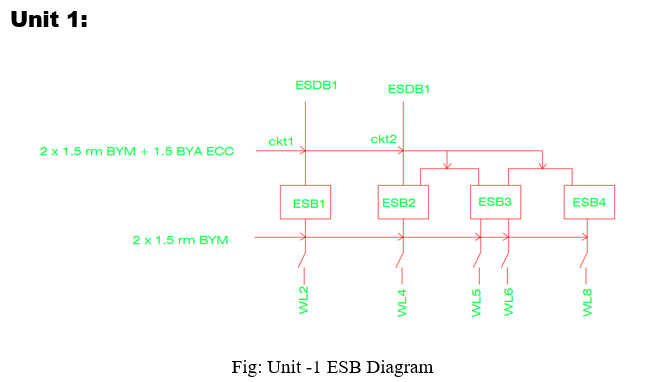 Unit 1:
ESDB1
ESDB1
ckt1
ckt2
2 x 1.5 rm BYM + 1.5 BYA ECC
ESB1
ESB2
ESB3
ESB4
2 x 1.5 rm BYM
WL2
WL4
WL5
WL6
WL8
Fig: Unit -1 ESB Diagram